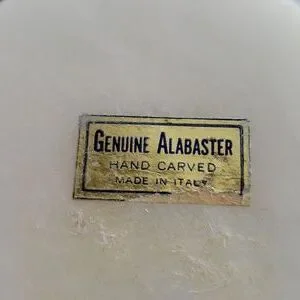 GENUINE ALABASTER
HAND CARVED
MADE IN ITALY